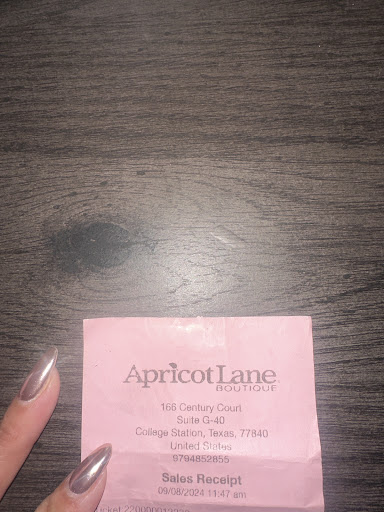 ApricotLane
BOUTIQUE
166 Century Court
Suite G-40
College Station, Texas, 77840
United States
9794852855
Sales Receipt
09/08/2024 11:47 am